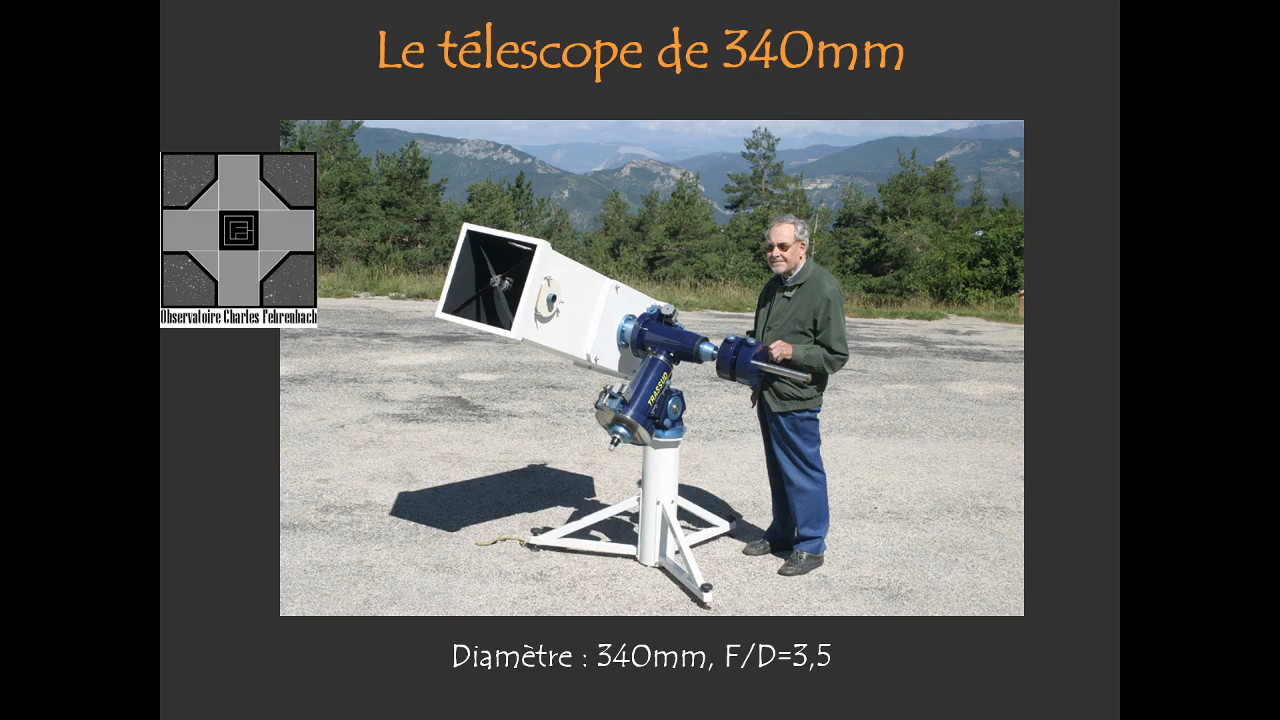 Le télescope de 340mm
Observatoire Charles Fehrenbach
TRASSUD
Diamètre : 340mm, F/D=3,5